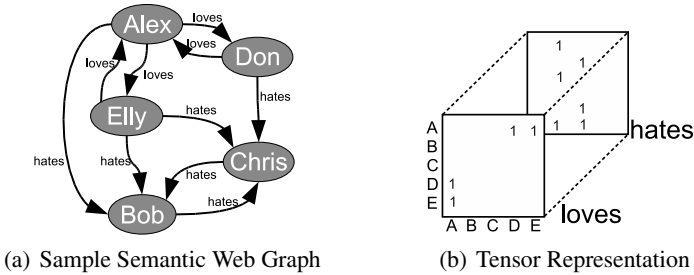 Alex
loves
loves
Don
loves
loves
hates
Elly
hates
hates
hates
Chris
hates
hates
Bob
(a) Sample Semantic Web Graph
1
1
1
1
1 1
hates
A 1 1
B
C
D 1
E 1
A B C D E
loves
(b) Tensor Representation